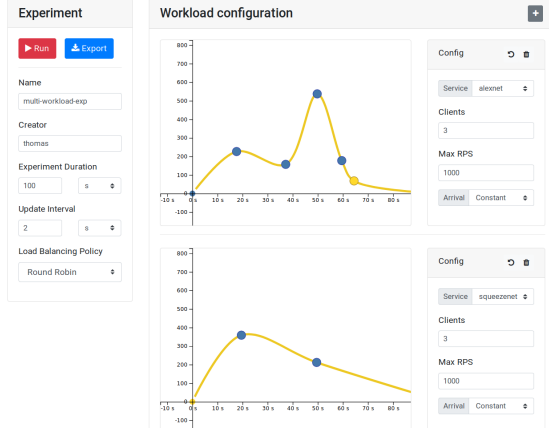 Experiment
Run Export
Name
multi-workload-exp
Creator
thomas
Experiment Duration
100 s
Update Interval
2 s
Load Balancing Policy
Round Robin
Workload configuration
+
800
700
600
500
400
300
200
100
0
-100
-10 s 0 s 10 s 20 s 30 s 40 s 50 s 60 s 70 s 80 s
Config
Service alexnet
Clients
3
Max RPS
1000
Arrival Constant
800
700
600
500
400
300
200
100
0
-100
-10 s 0 s 10 s 20 s 30 s 40 s 50 s 60 s 70 s 80 s
Config
Service squeezenet
Clients
3
Max RPS
1000
Arrival Constant